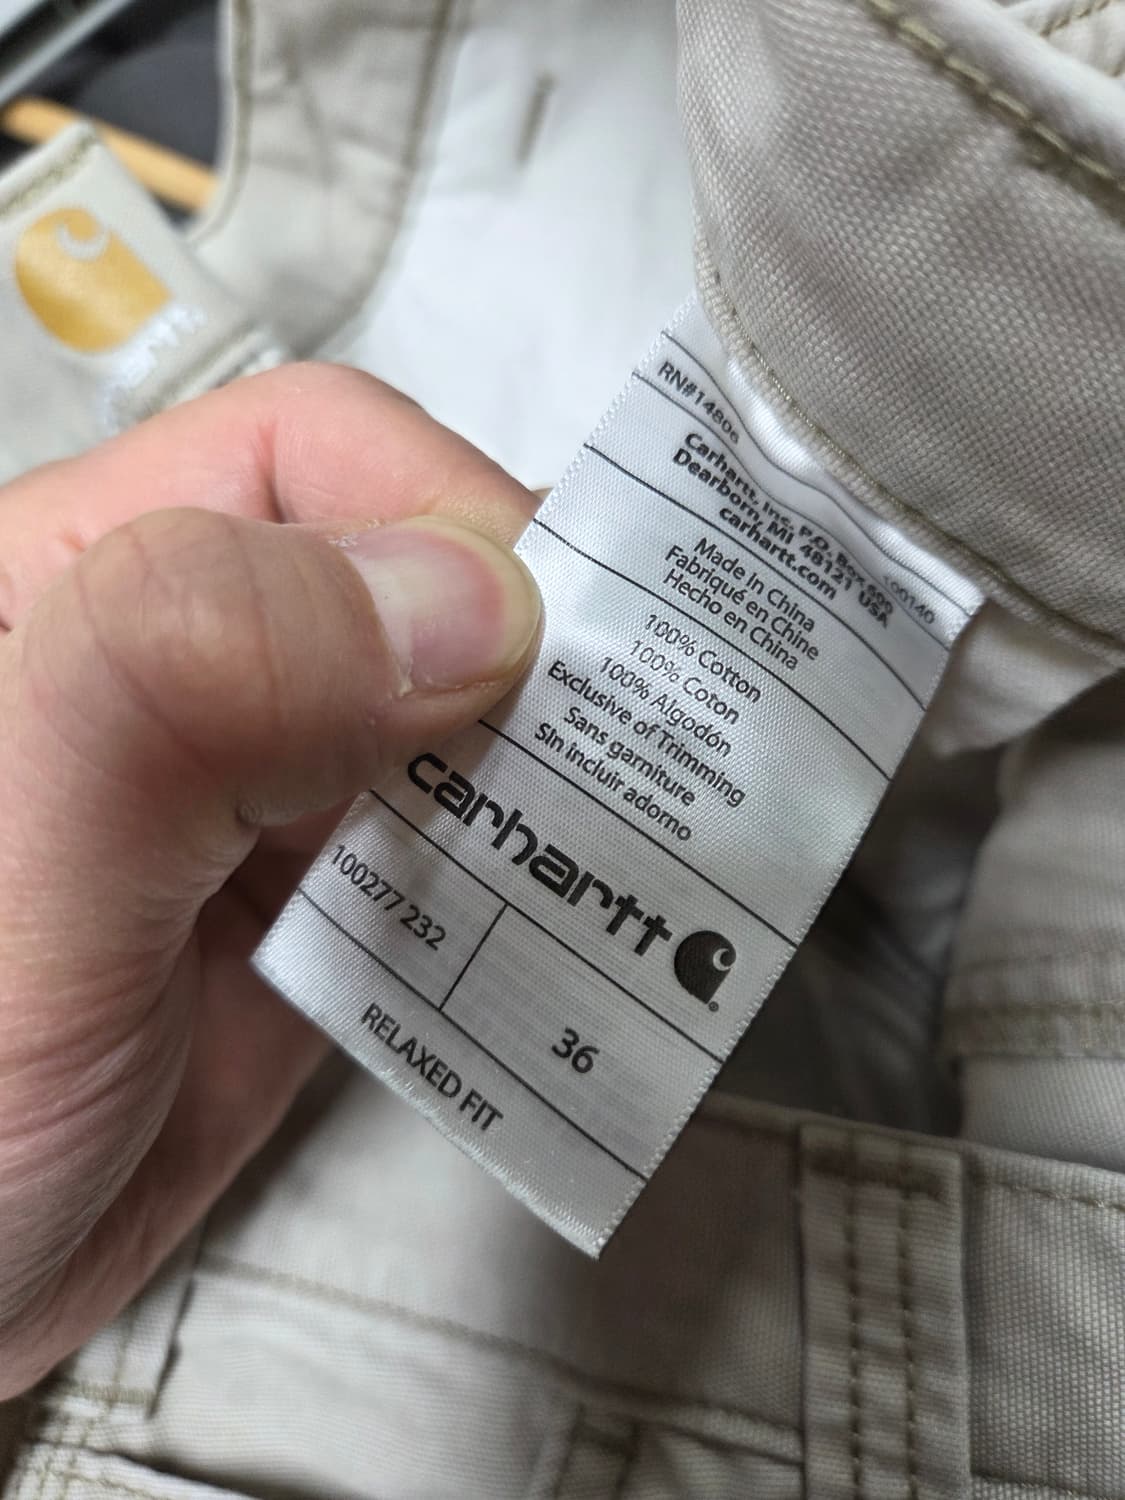 RN#14806
100140
Carhartt, Inc. P.O. Box 600
Dearborn, MI 48121 USA
carhartt.com
Made In China
Fabriqué en Chine
Hecho en China
100% Cotton
100% Coton
100% Algodón
Exclusive of Trimming
Sans garniture
Sin incluir adorno
carhartt
100277 232
36
RELAXED FIT